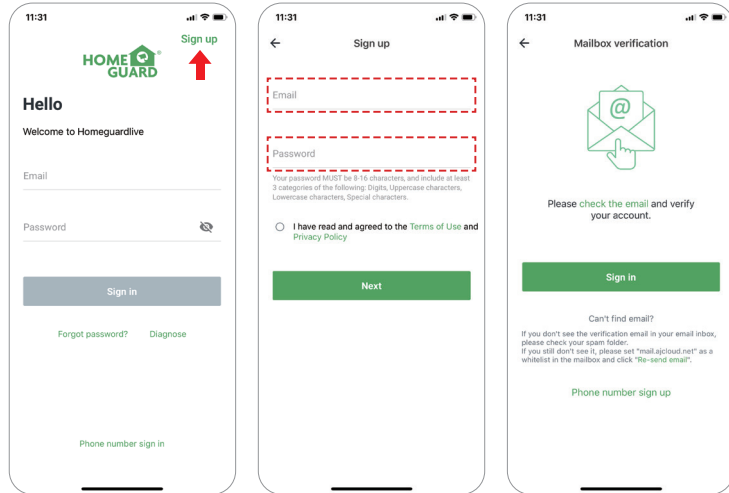 11:31
Sign up
HOME
GUARD
®
Hello
Welcome to Homeguardlive
Email
Password
Sign in
Forgot password? Diagnose
Phone number sign in
11:31
Sign up
Email
Password
Your password MUST be 8-16 characters, and include at least
3 categories of the following: Digits, Uppercase characters,
Lowercase characters, Special characters.
I have read and agreed to the Terms of Use and
Privacy Policy
Next
11:31
Mailbox verification
@
Please check the email and verify
your account.
Sign in
Can't find email?
If you don't see the verification email in your email inbox,
please check your spam folder.
If you still don't see it, please set "mail.ajcloud.net" as a
whitelist in the mailbox and click "Re-send email".
Phone number sign up